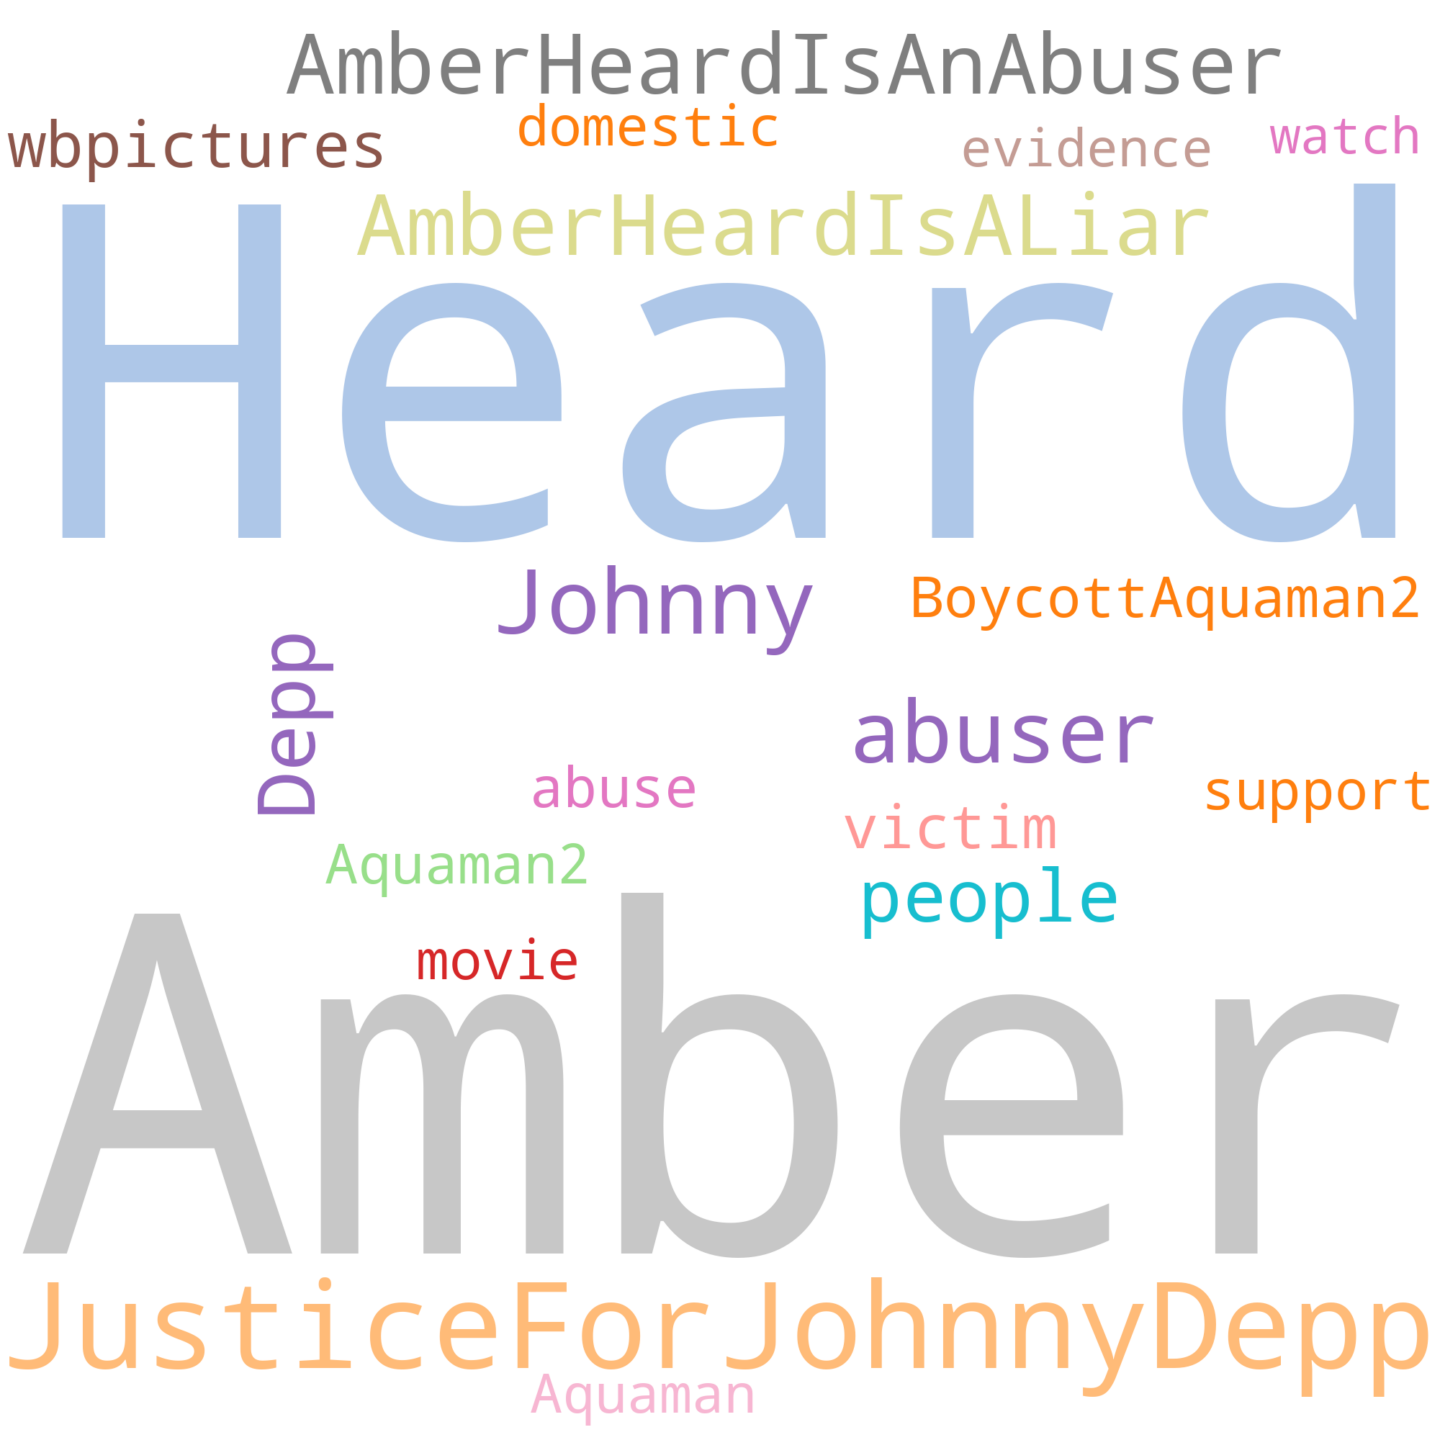 AmberHeardIsAnAbuser
wbpictures
domestic
evidence
watch
AmberHeardIsALiar
Heard
Johnny
BoycottAquaman2
Depp
abuser
abuse
support
victim
Aquaman2
people
movie
Amber
JusticeForJohnnyDepp
Aquaman